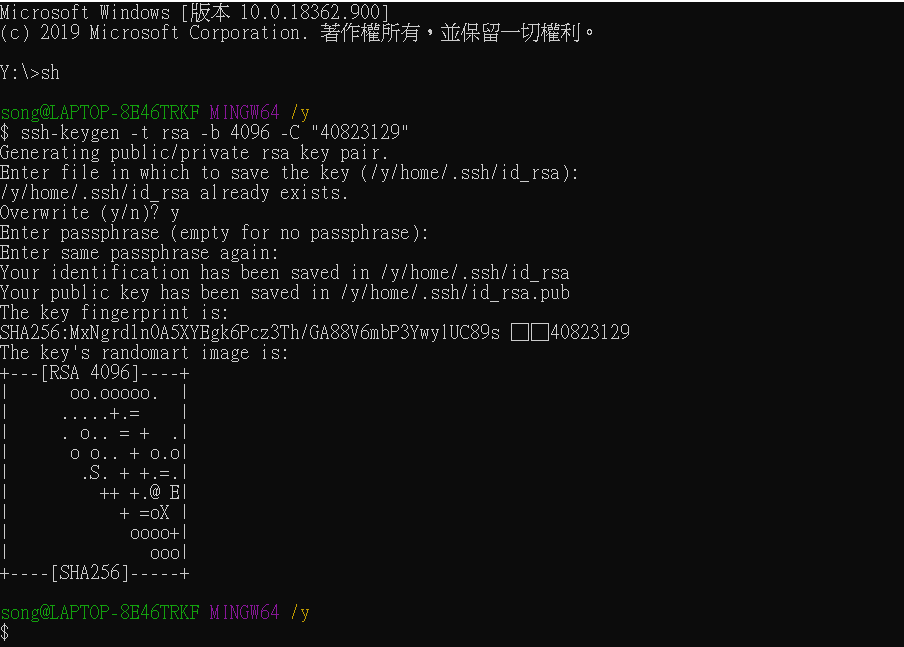 Microsoft Windows [版本 10.0.18362.900]
(c) 2019 Microsoft Corporation. 著作權所有，並保留一切權利。
Y:\>sh
song@LAPTOP-8E46TRKF MINGW64 /y
$ ssh-keygen -t rsa -b 4096 -C "40823129"
Generating public/private rsa key pair.
Enter file in which to save the key (/y/home/.ssh/id_rsa):
/y/home/.ssh/id_rsa already exists.
Overwrite (y/n)? y
Enter passphrase (empty for no passphrase):
Enter same passphrase again:
Your identification has been saved in /y/home/.ssh/id_rsa
Your public key has been saved in /y/home/.ssh/id_rsa.pub
The key fingerprint is:
SHA256:MxNgrdln0A5XYEgk6Pcz3Th/GA88V6mbP3YwylUC89s □□40823129
The key's randomart image is:
+---[RSA 4096]----+
|      oo.ooooo.  |
|     .....+.=    |
|     . o.. = +  .|
|      o o.. + o.o|
|       .S. + +.=.|
|         ++ +.@ E|
|           + =oX |
|            oooo+|
|              ooo|
+----[SHA256]-----+
song@LAPTOP-8E46TRKF MINGW64 /y
$